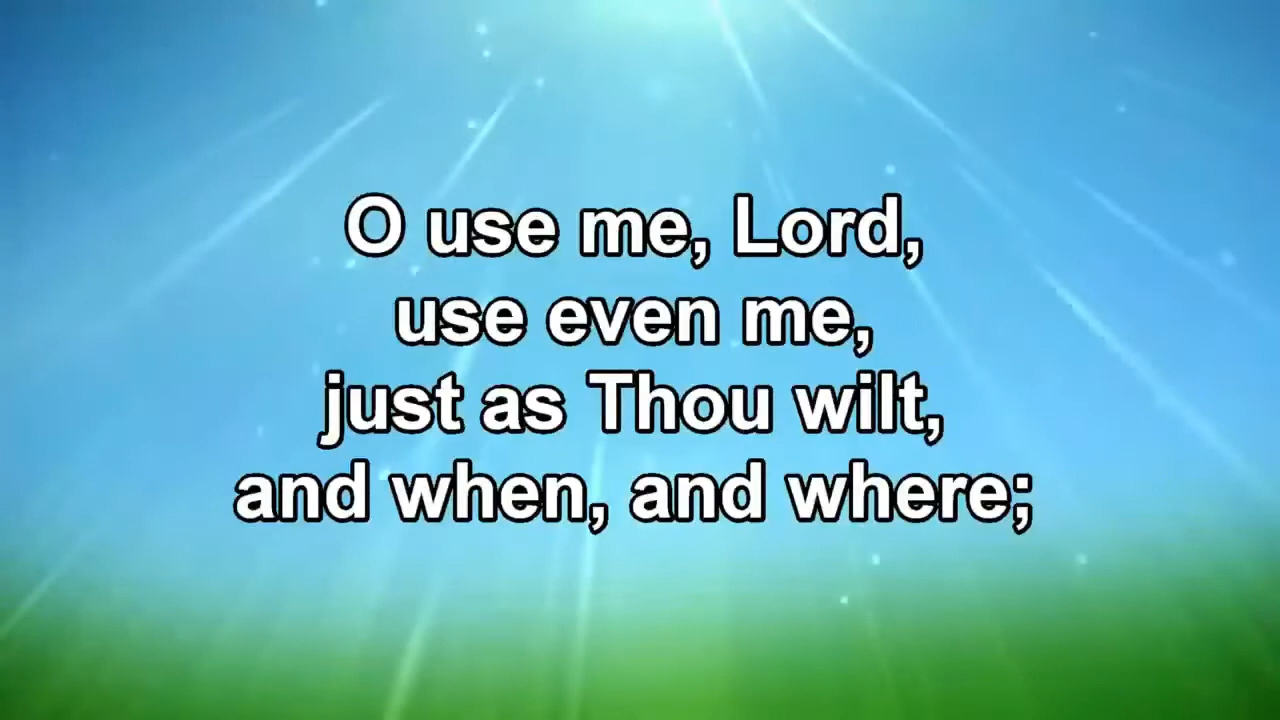 O use me, Lord,
use even me,
just as Thou wilt,
and when, and where;